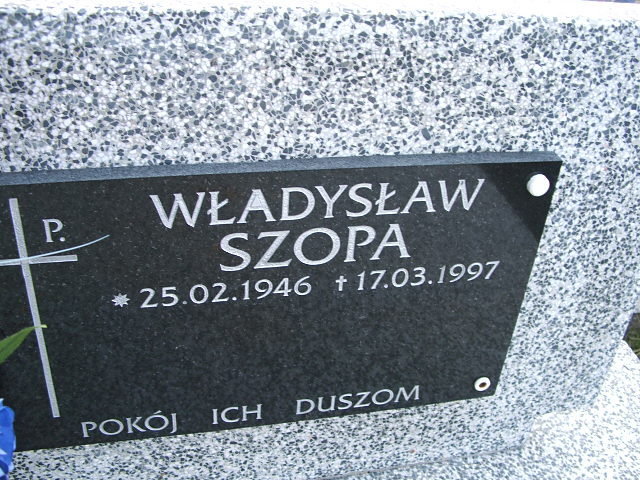 P.
WŁADYSŁAW
SZOPA
* 25.02.1946 † 17.03.1997
POKÓJ ICH DUSZOM